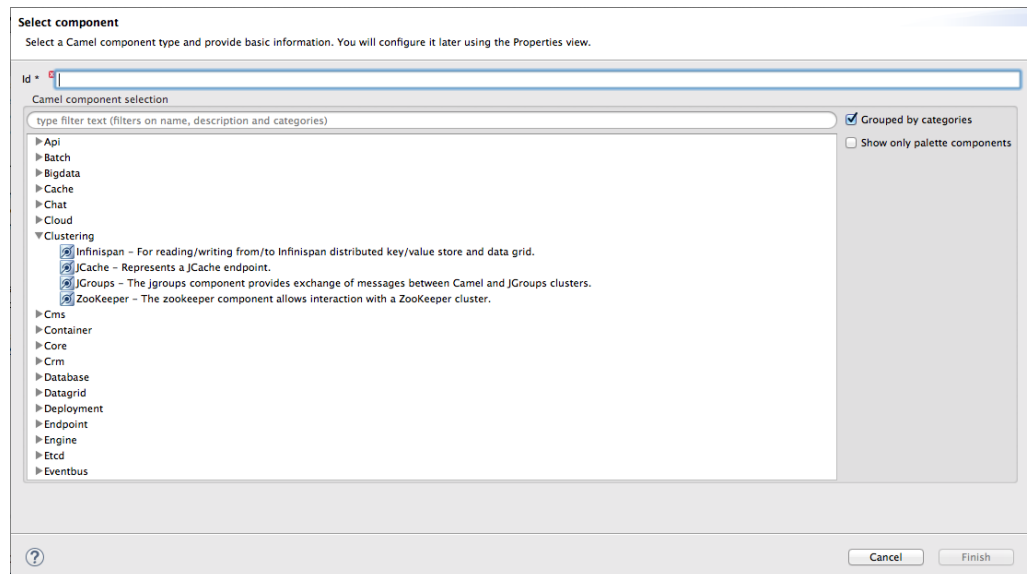 Select component
Select a Camel component type and provide basic information. You will configure it later using the Properties view.
Id *
Camel component selection
type filter text (filters on name, description and categories)
Grouped by categories
Show only palette components
Api
Batch
Bigdata
Cache
Chat
Cloud
Clustering
Infinispan – For reading/writing from/to Infinispan distributed key/value store and data grid.
JCache – Represents a JCache endpoint.
JGroups – The jgroups component provides exchange of messages between Camel and JGroups clusters.
ZooKeeper – The zookeeper component allows interaction with a ZooKeeper cluster.
Cms
Container
Core
Crm
Database
Datagrid
Deployment
Endpoint
Engine
Etcd
Eventbus
?
Cancel
Finish